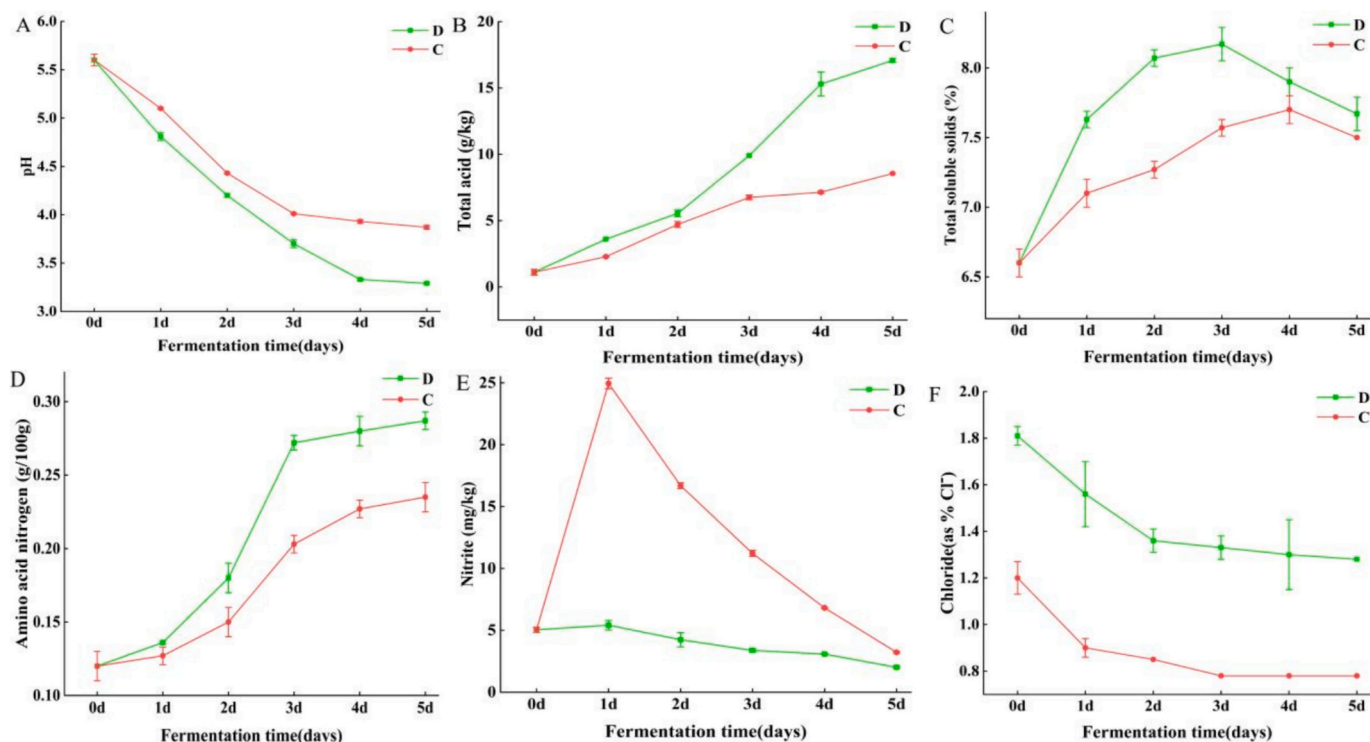 A
6.0
5.5
5.0
4.5
4.0
3.5
3.0
pH
D
C
0d 1d 2d 3d 4d 5d
Fermentation time(days)
B
20
15
10
5
0
Total acid (g/kg)
D
C
0d 1d 2d 3d 4d 5d
Fermentation time(days)
C
8.0
7.5
7.0
6.5
Total soluble solids (%)
D
C
0d 1d 2d 3d 4d 5d
Fermentation time(days)
D
0.30
0.25
0.20
0.15
0.10
Amino acid nitrogen (g/100g)
D
C
0d 1d 2d 3d 4d 5d
Fermentation time(days)
E
25
20
15
10
5
0
Nitrite (mg/kg)
D
C
0d 1d 2d 3d 4d 5d
Fermentation time(days)
F
2.0
1.8
1.6
1.4
1.2
1.0
0.8
Chloride(as % Cl⁻)
D
C
0d 1d 2d 3d 4d 5d
Fermentation time(days)